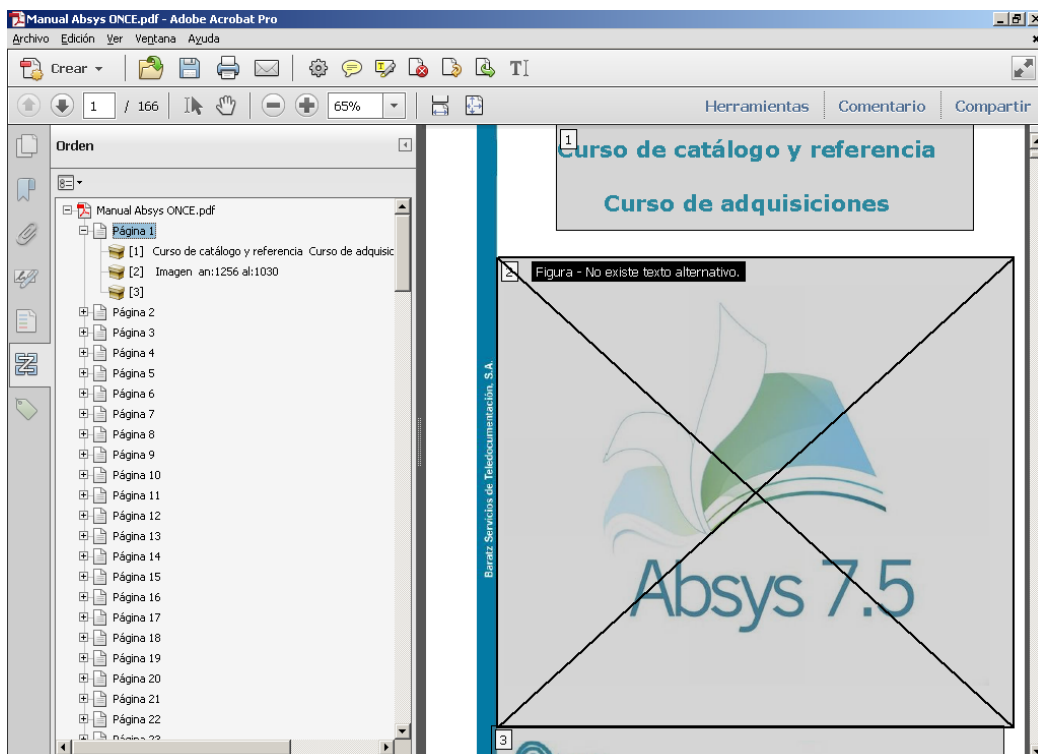 Manual Absys ONCE.pdf - Adobe Acrobat Pro
Archivo Edición Ver Ventana Ayuda
Crear
1 / 166 65% Herramientas Comentario Compartir
Orden
Manual Absys ONCE.pdf
Página 1
[1] Curso de catálogo y referencia Curso de adquisic
[2] Imagen an:1256 al:1030
[3]
Página 2
Página 3
Página 4
Página 5
Página 6
Página 7
Página 8
Página 9
Página 10
Página 11
Página 12
Página 13
Página 14
Página 15
Página 16
Página 17
Página 18
Página 19
Página 20
Página 21
Página 22
Página 23
Baratz Servicios de Teledocumentación, S.A.
1
Curso de catálogo y referencia
Curso de adquisiciones
2 Figura - No existe texto alternativo.
Absys 7.5
3